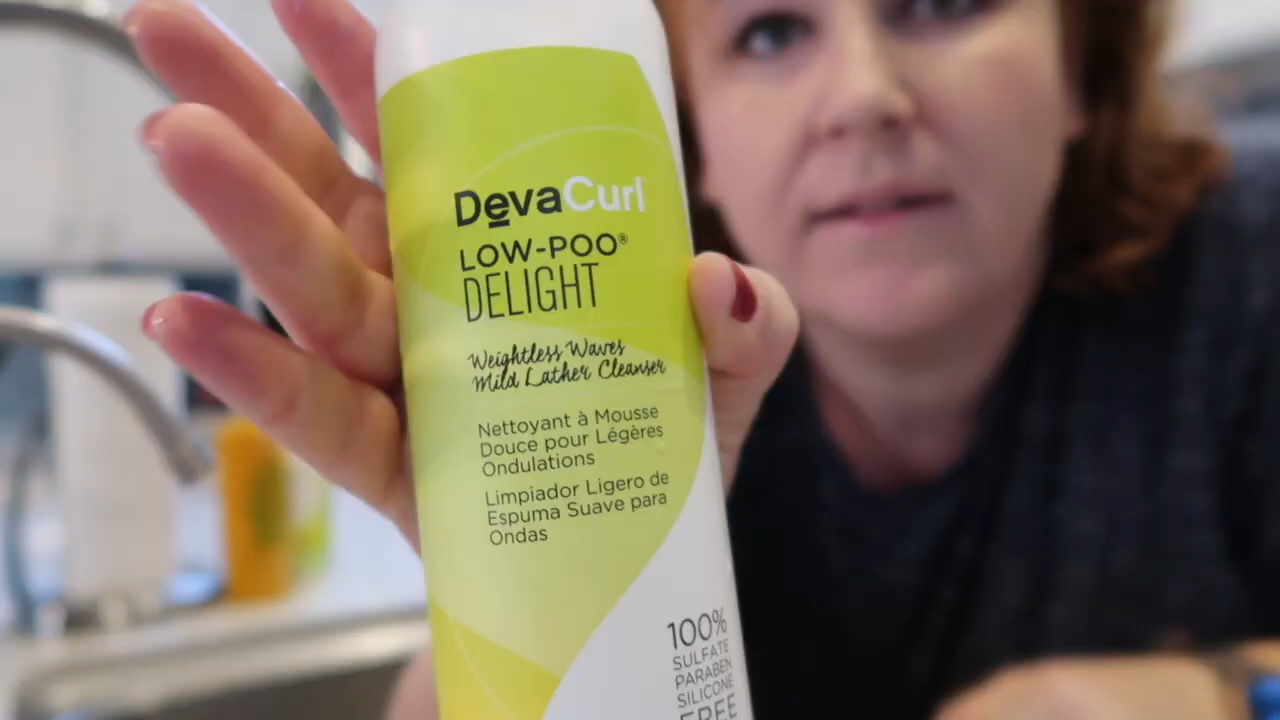 DevaCurl
LOW-POO®
DELIGHT
Weightless Waves
Mild Lather Cleanser
Nettoyant à Mousse
Douce pour Légères
Ondulations
Limpiador Ligero de
Espuma Suave para
Ondas
100%
SULFATE
PARABEN
SILICONE
FREE